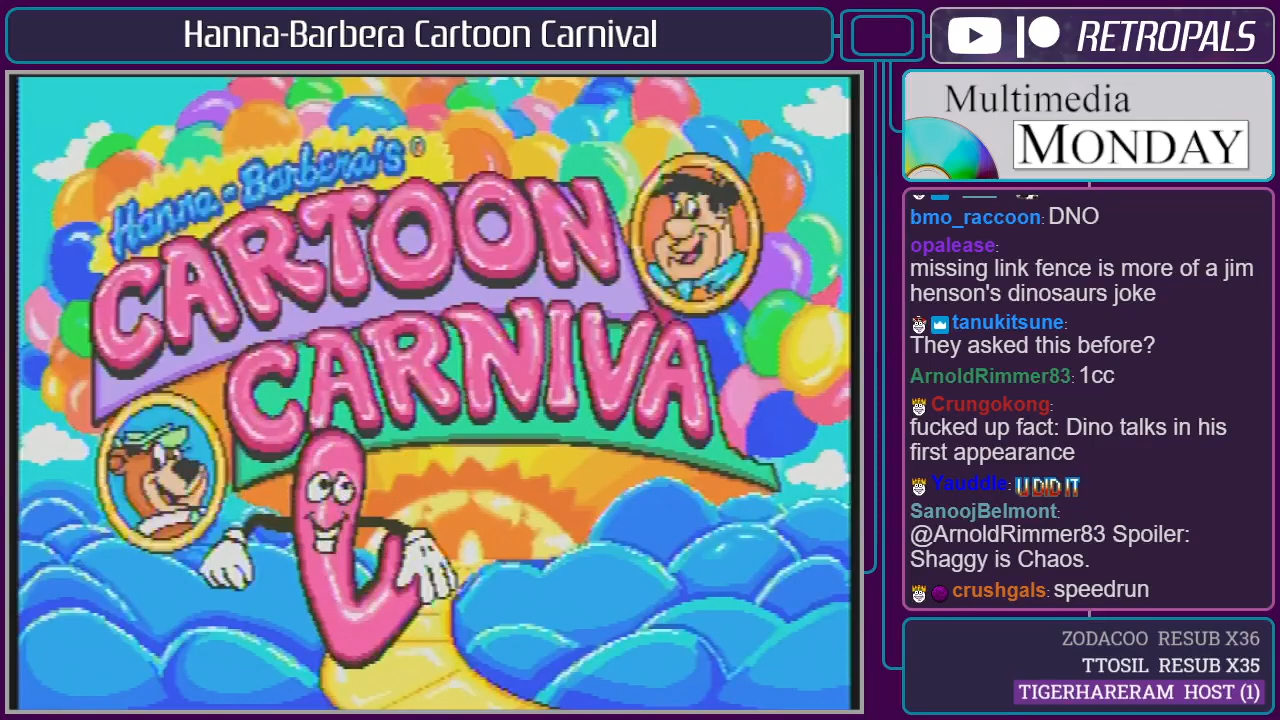 Hanna-Barbera Cartoon Carnival
RETROPALS
Hanna-Barbera's®
CARTOON
CARNIVA
L
Multimedia
MONDAY
bmo_raccoon: DNO
opalease:
missing link fence is more of a jim
henson's dinosaurs joke
tanukitsune:
They asked this before?
ArnoldRimmer83: 1cc
Crungokong:
fucked up fact: Dino talks in his
first appearance
Yauddle: U DID IT
SanoojBelmont:
@ArnoldRimmer83 Spoiler:
Shaggy is Chaos.
crushgals: speedrun
ZODACOO RESUB X36
TTOSIL RESUB X35
TIGERHARERAM HOST (1)